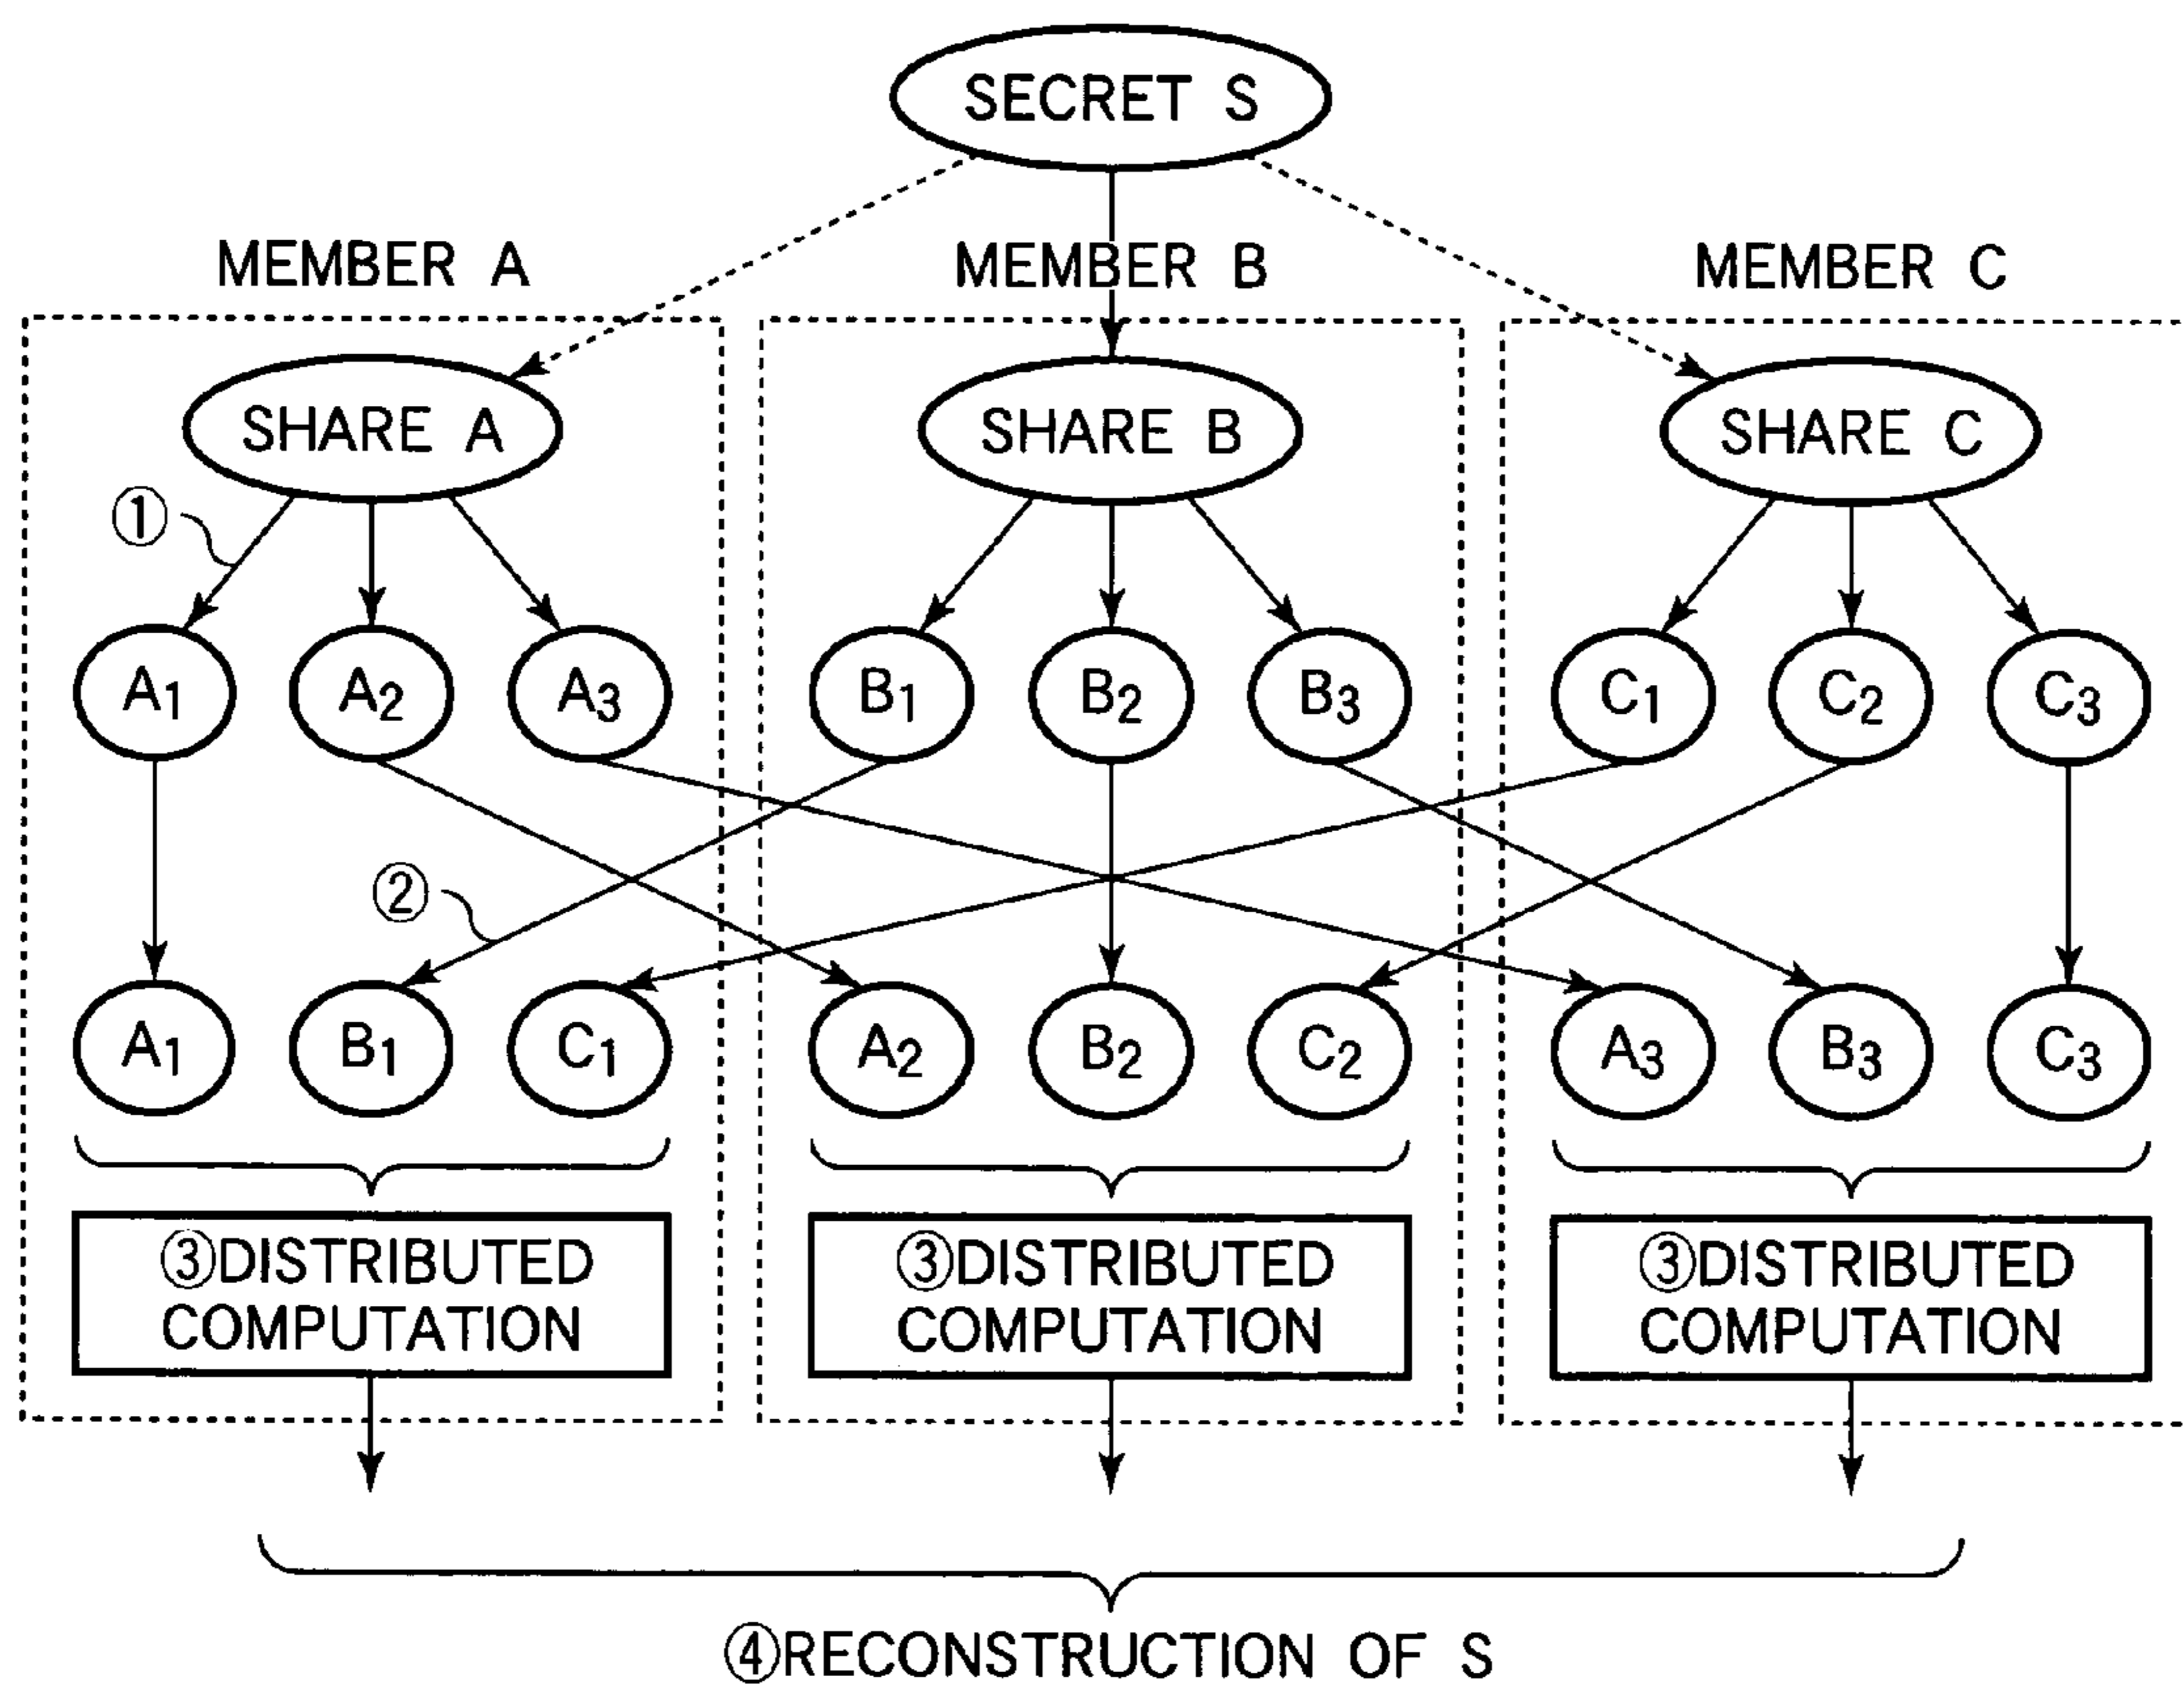 SECRET S
MEMBER A MEMBER B MEMBER C
SHARE A SHARE B SHARE C
①
A1 A2 A3 B1 B2 B3 C1 C2 C3
②
A1 B1 C1 A2 B2 C2 A3 B3 C3
③DISTRIBUTED COMPUTATION
③DISTRIBUTED COMPUTATION
③DISTRIBUTED COMPUTATION
④RECONSTRUCTION OF S